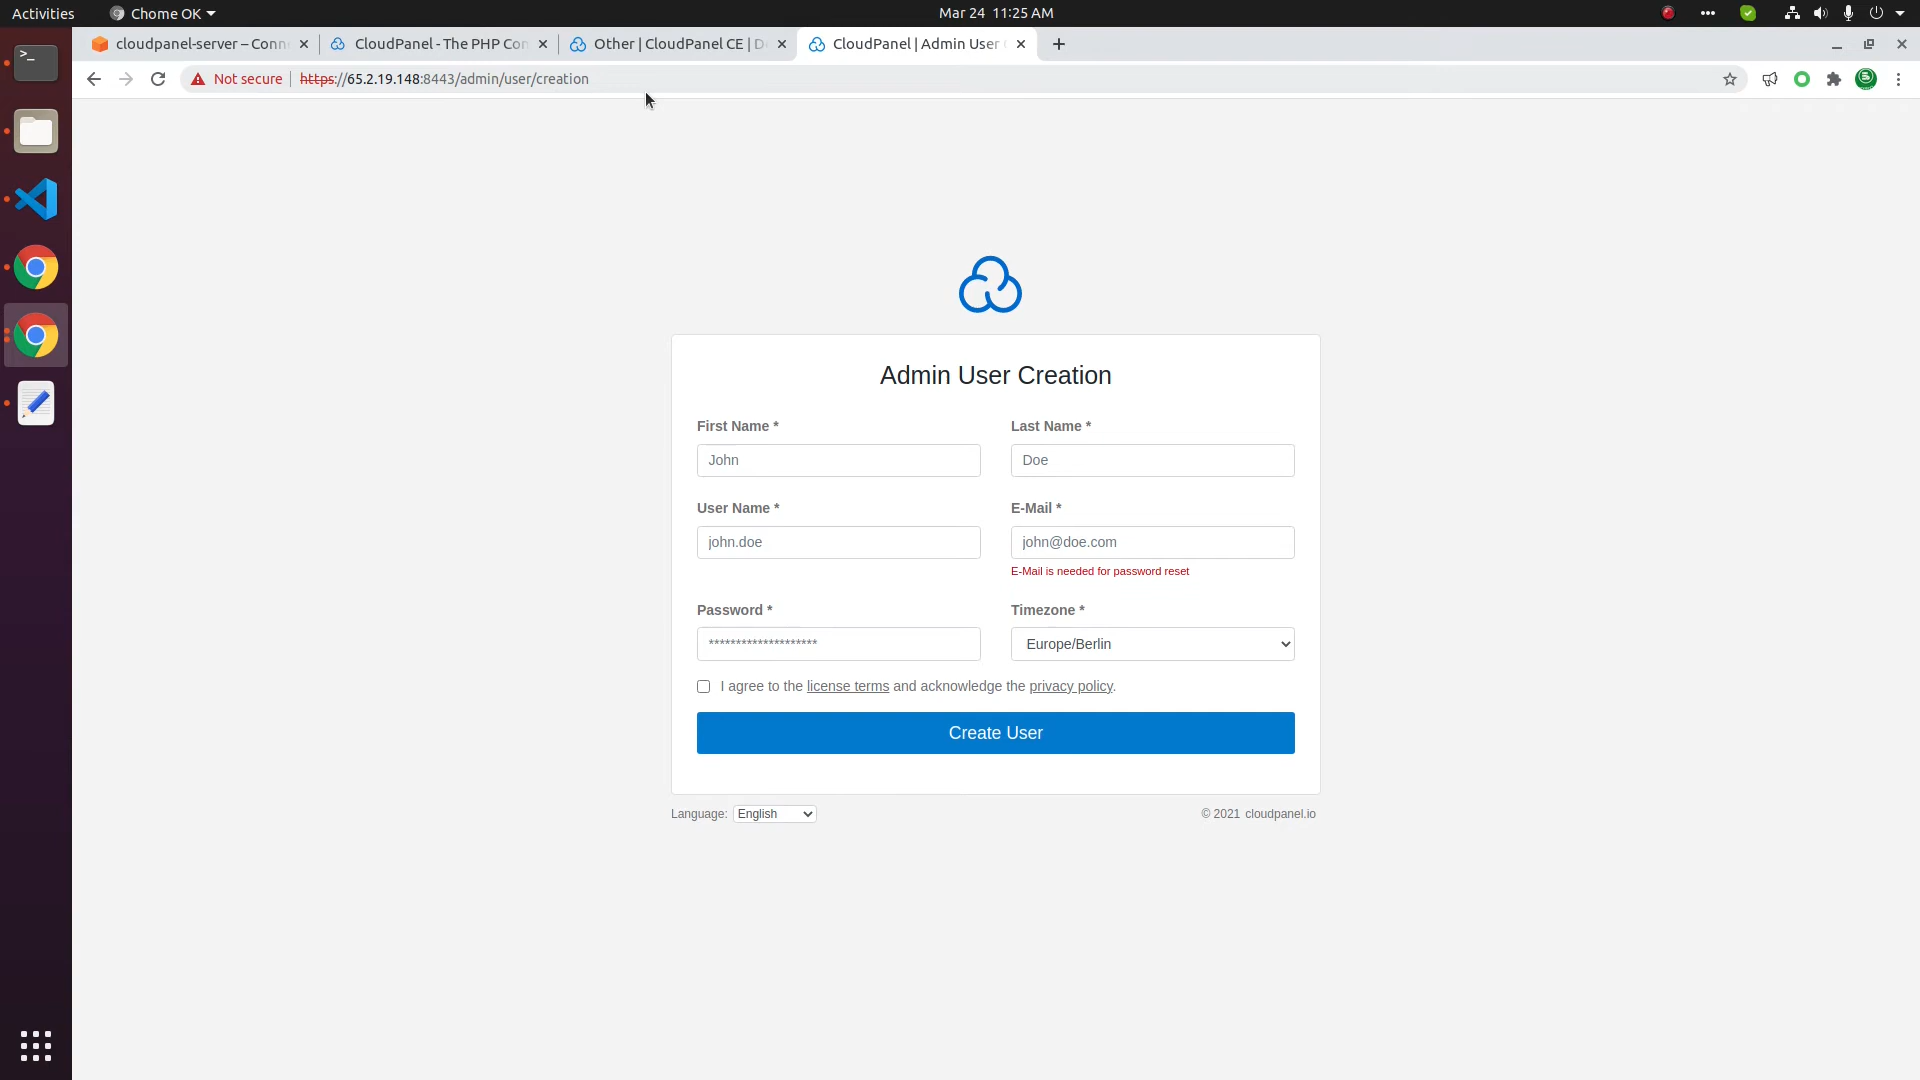 Activities
Chome OK
Mar 24 11:25 AM
cloudpanel-server – Conn
CloudPanel - The PHP Con
Other | CloudPanel CE | D
CloudPanel | Admin User
Not secure
https://65.2.19.148:8443/admin/user/creation
Admin User Creation
First Name *
Last Name *
John
Doe
User Name *
E-Mail *
john.doe
john@doe.com
E-Mail is needed for password reset
Password *
Timezone *
********************
Europe/Berlin
I agree to the license terms and acknowledge the privacy policy.
Create User
Language: English
© 2021 cloudpanel.io